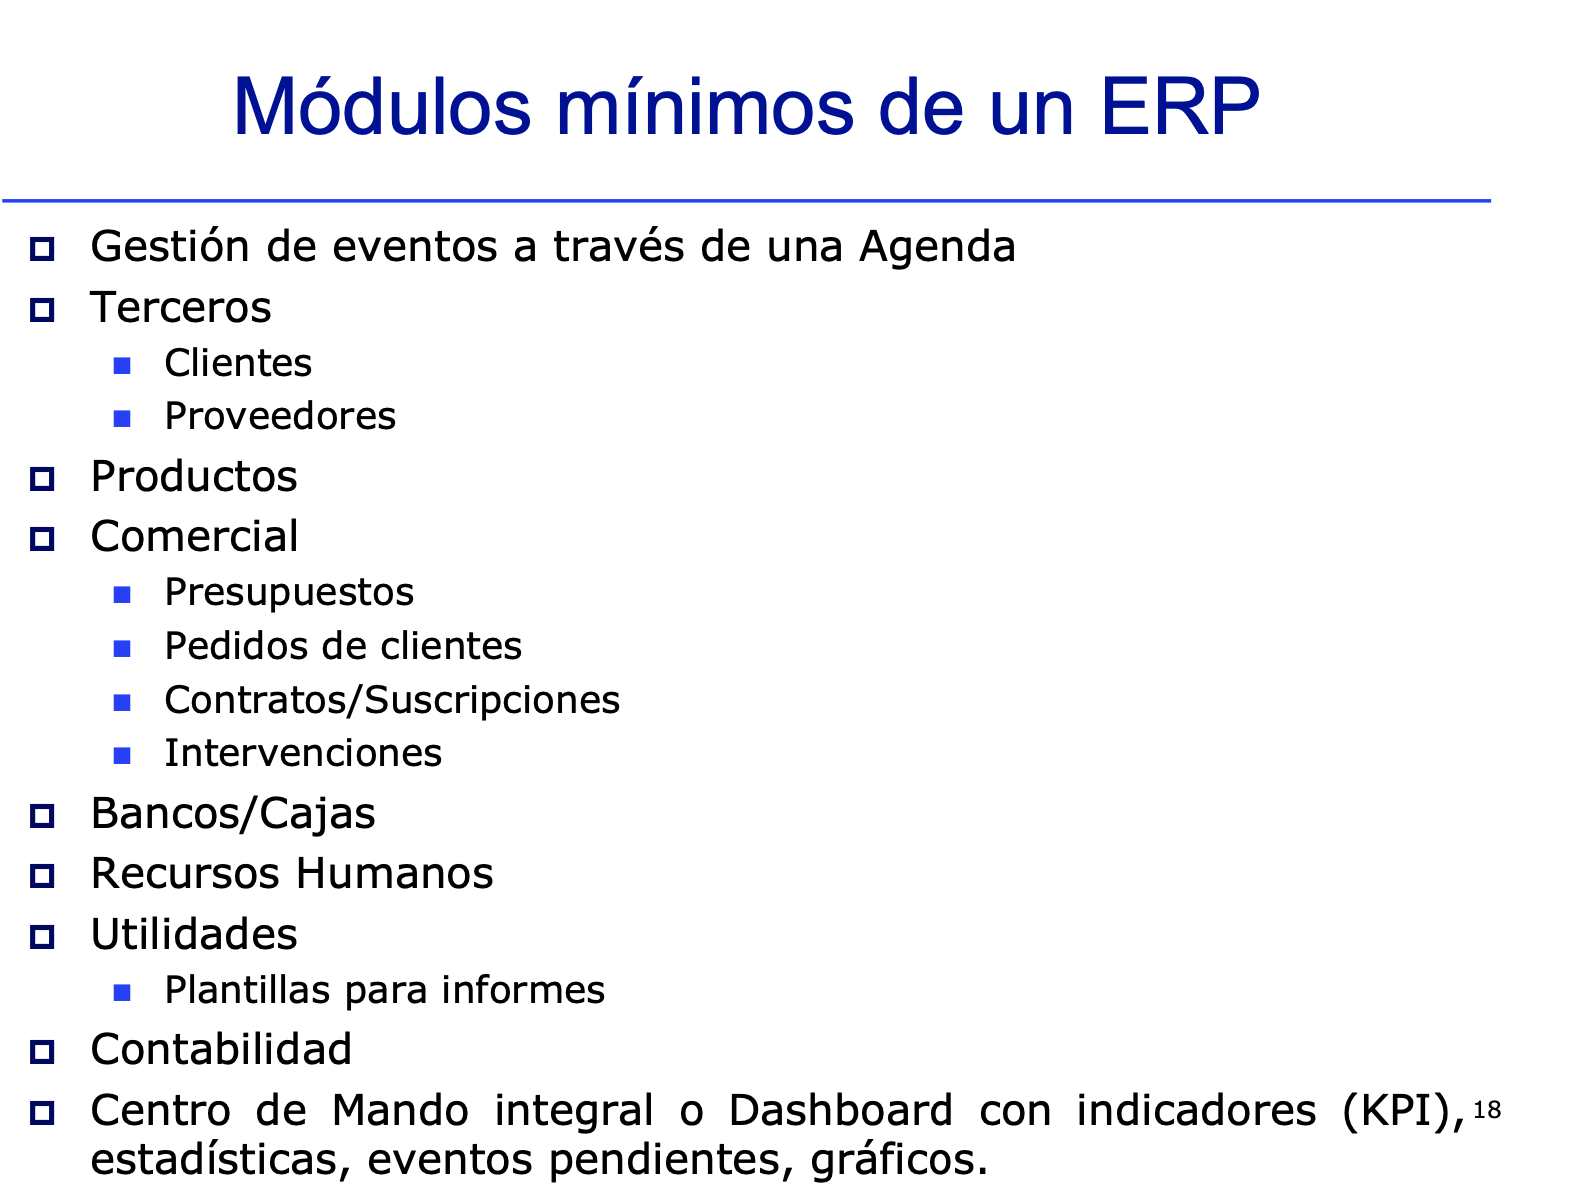 Módulos mínimos de un ERP
Gestión de eventos a través de una Agenda
Terceros
Clientes
Proveedores
Productos
Comercial
Presupuestos
Pedidos de clientes
Contratos/Suscripciones
Intervenciones
Bancos/Cajas
Recursos Humanos
Utilidades
Plantillas para informes
Contabilidad
Centro de Mando integral o Dashboard con indicadores (KPI),
estadísticas, eventos pendientes, gráficos.
18